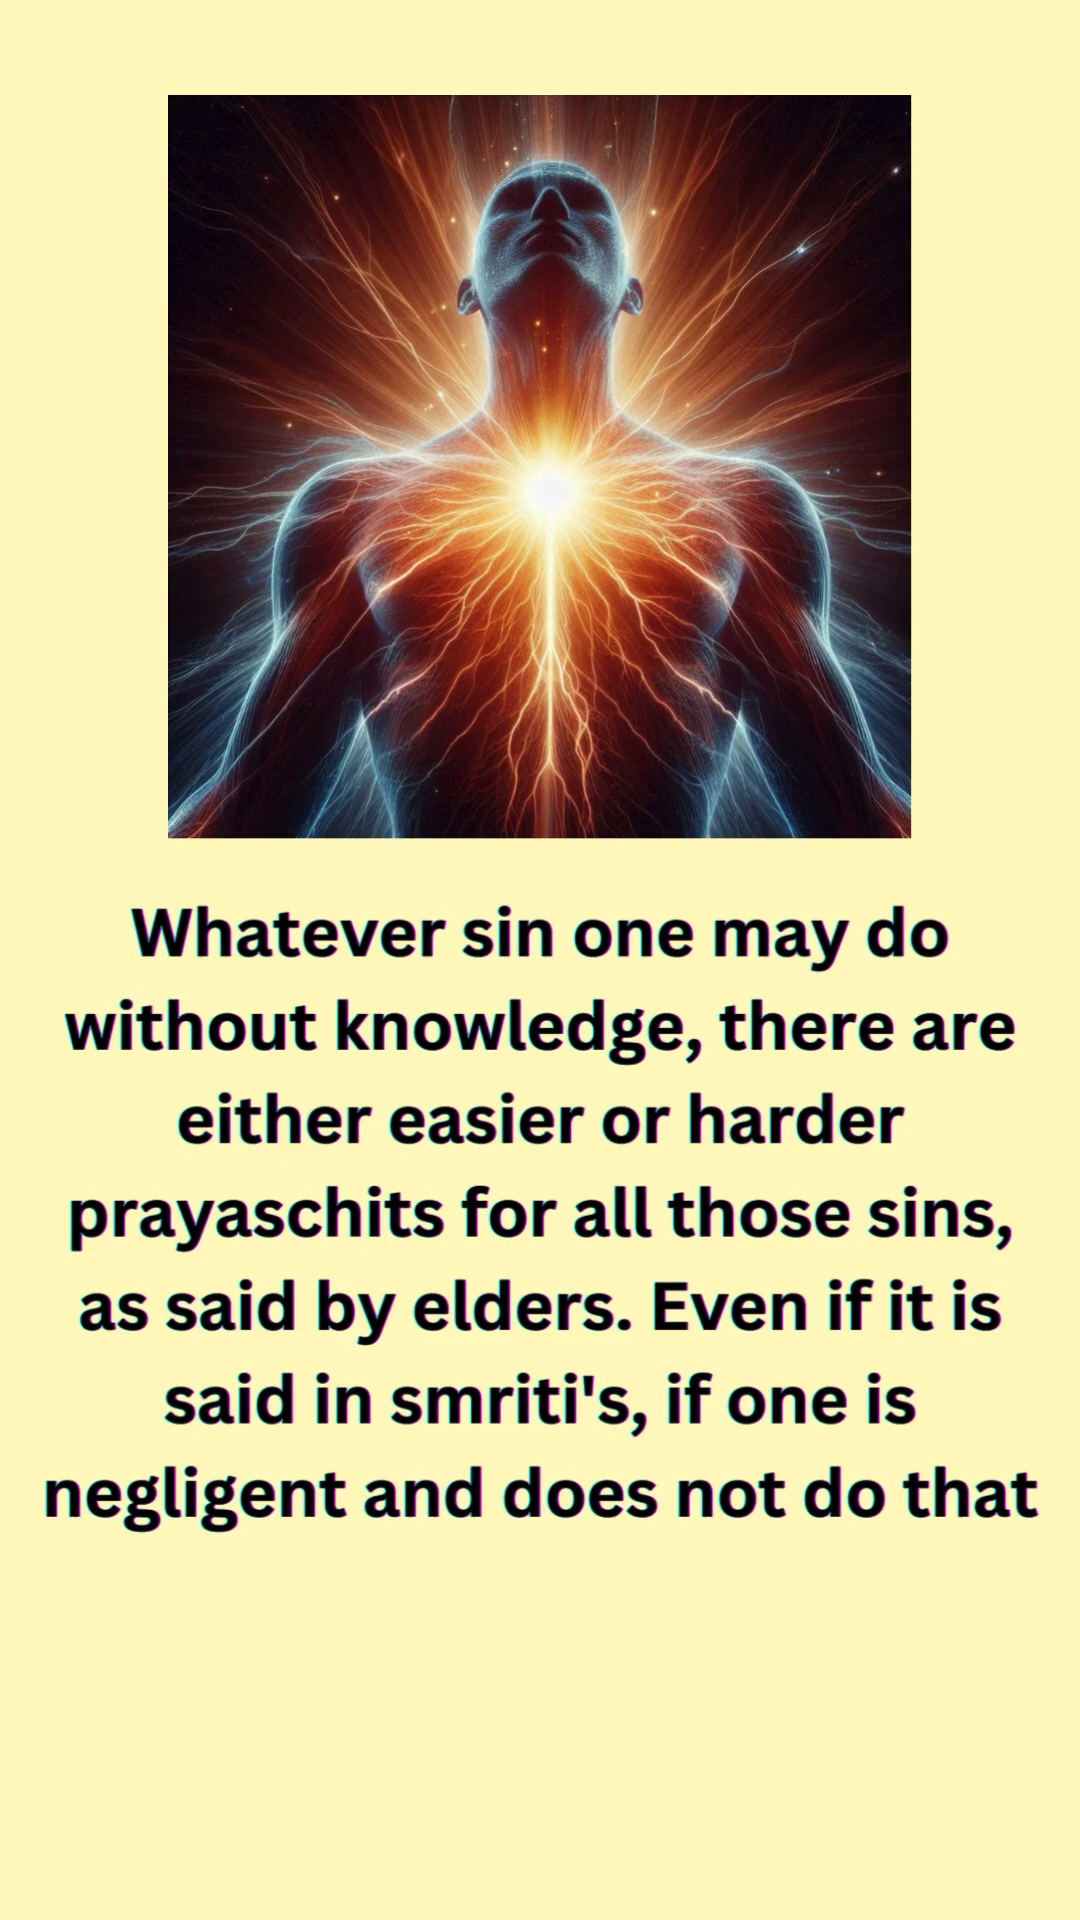 Whatever sin one may do
without knowledge, there are
either easier or harder
prayaschits for all those sins,
as said by elders. Even if it is
said in smriti's, if one is
negligent and does not do that